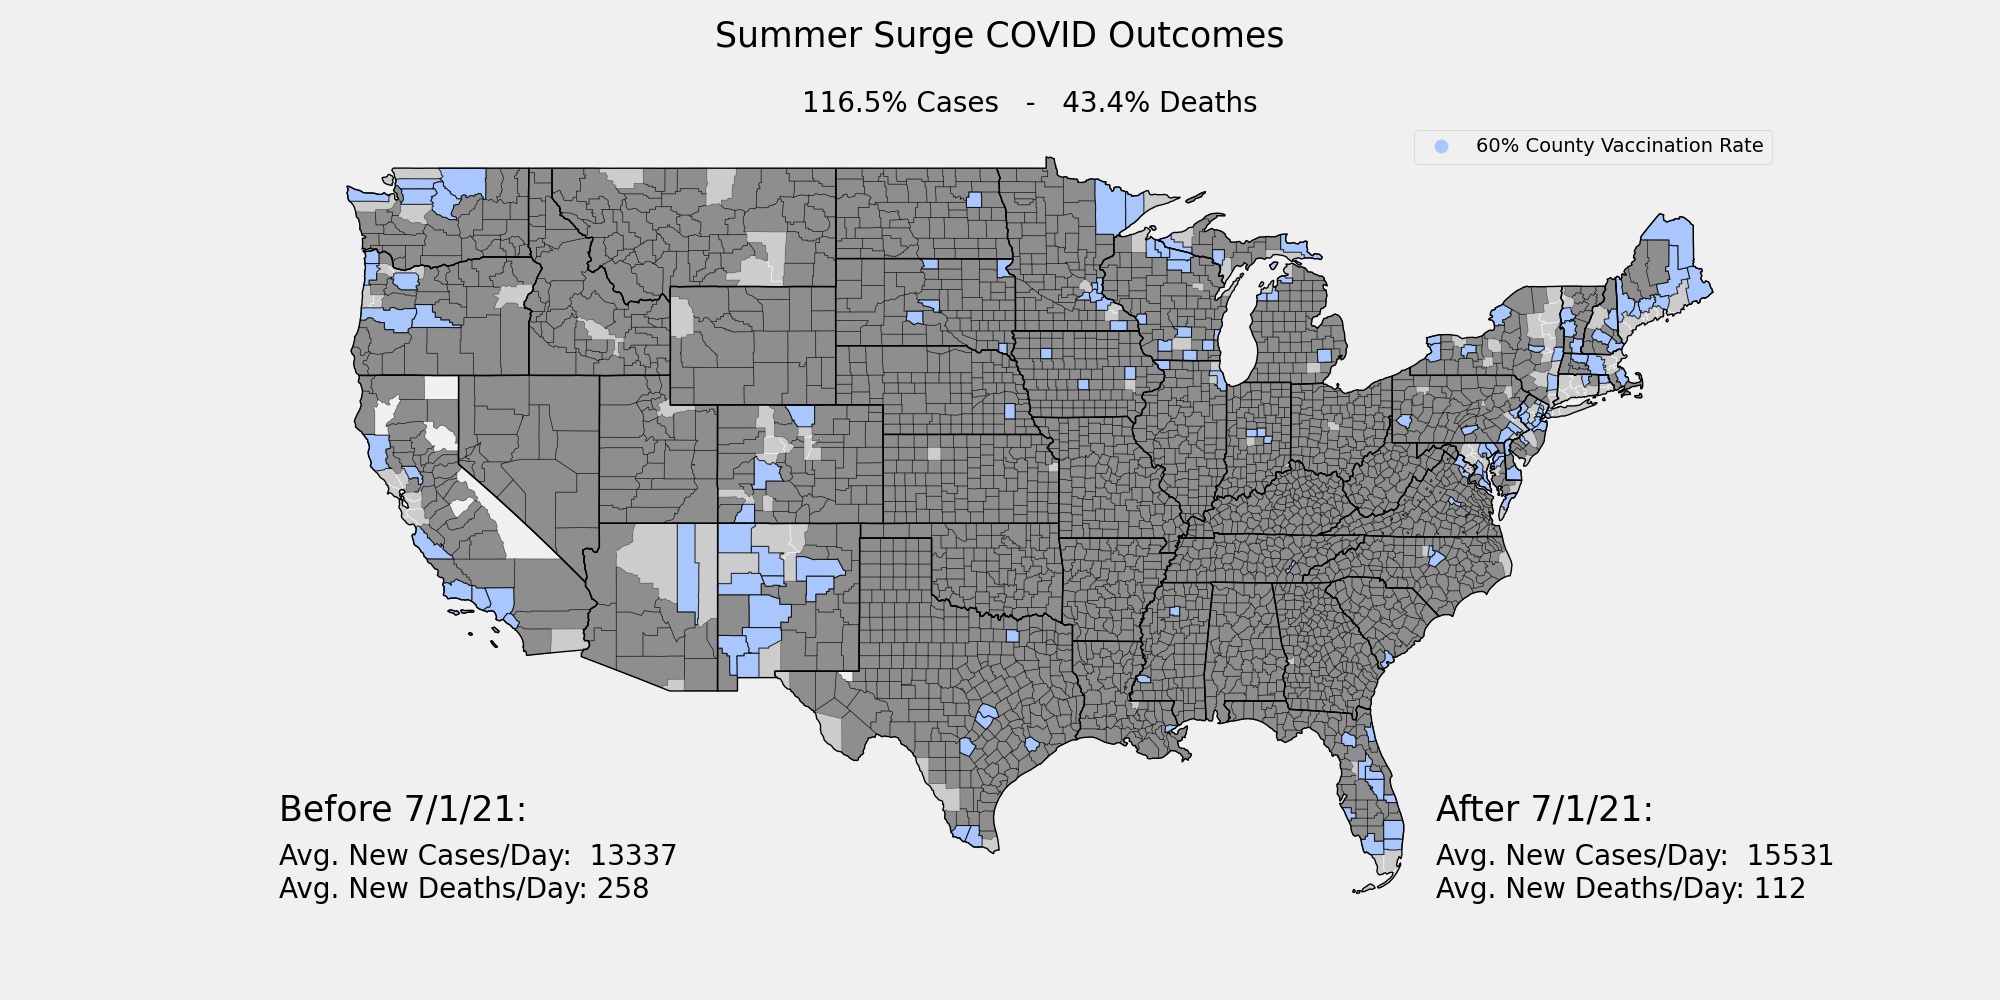 Summer Surge COVID Outcomes
116.5% Cases - 43.4% Deaths
60% County Vaccination Rate
Before 7/1/21:
Avg. New Cases/Day: 13337
Avg. New Deaths/Day: 258
After 7/1/21:
Avg. New Cases/Day: 15531
Avg. New Deaths/Day: 112